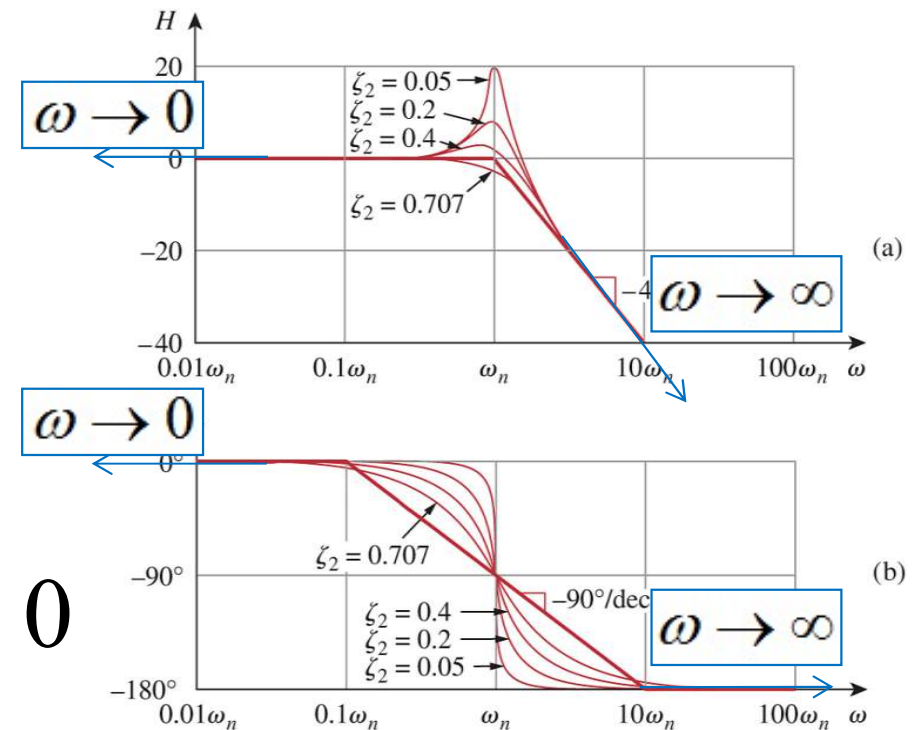 H
20
ζ₂ = 0.05
ω → 0
ζ₂ = 0.2
ζ₂ = 0.4
0
ζ₂ = 0.707
−20
(a)
−4
ω → ∞
−40
0.01ωₙ 0.1ωₙ ωₙ 10ωₙ 100ωₙ ω
ω → 0
0°
ζ₂ = 0.707
−90°
(b)
−90°/dec
0
ζ₂ = 0.4
ω → ∞
ζ₂ = 0.2
ζ₂ = 0.05
−180°
0.01ωₙ 0.1ωₙ ωₙ 10ωₙ 100ωₙ ω